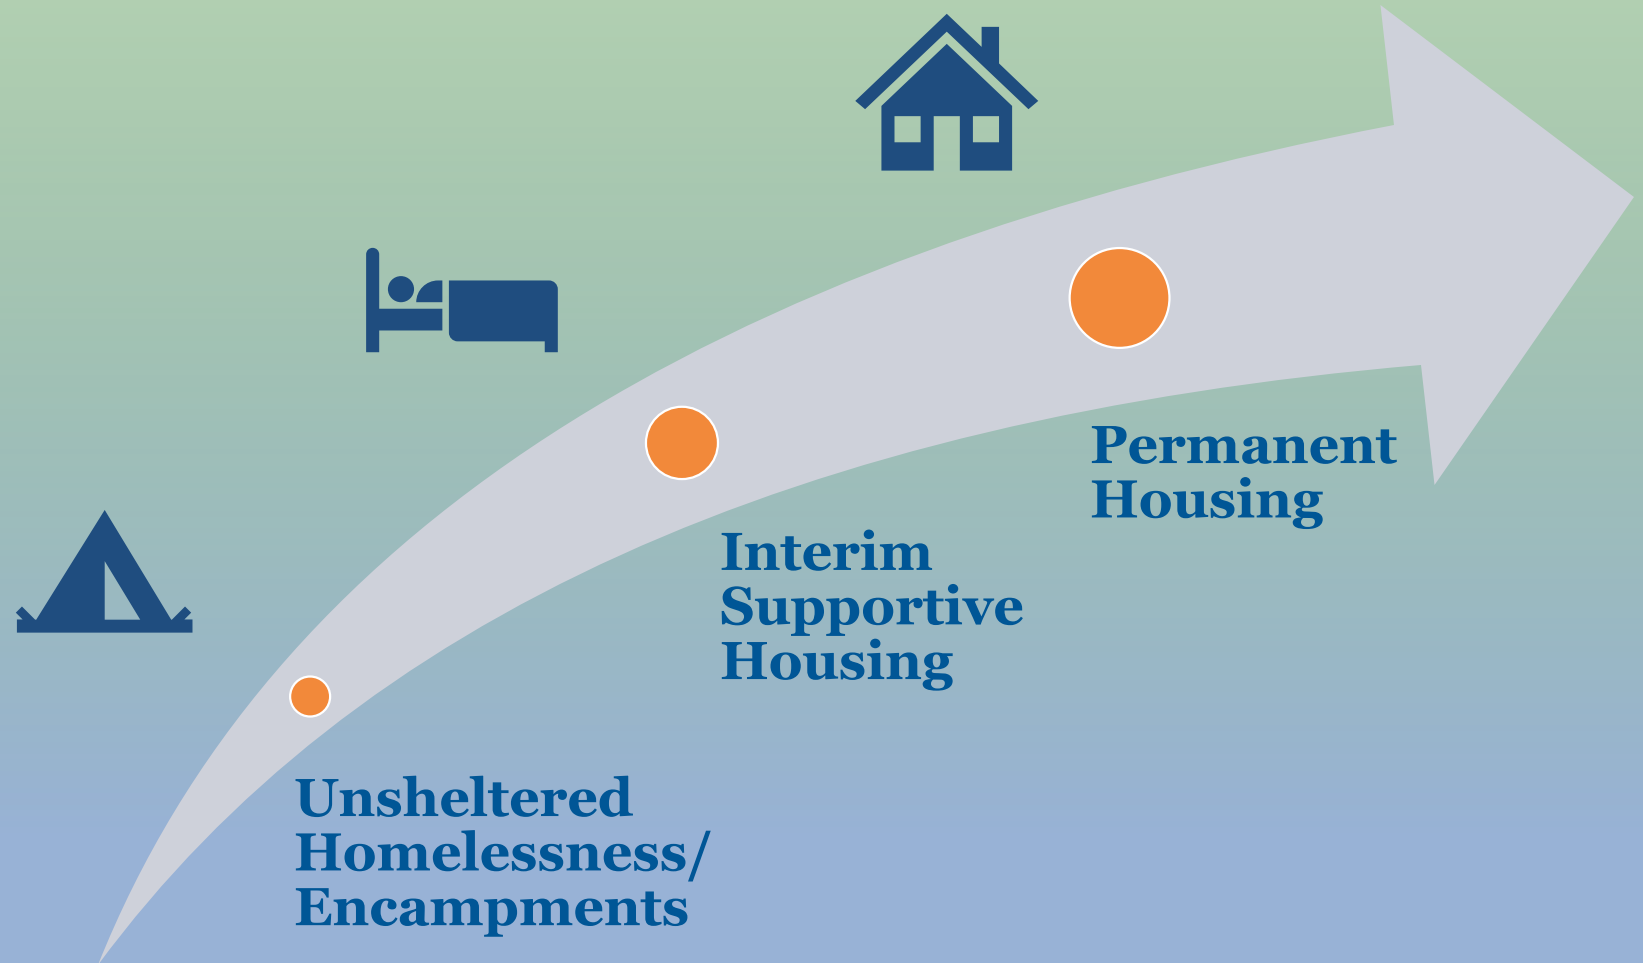 Permanent
Housing
Interim
Supportive
Housing
Unsheltered
Homelessness/
Encampments